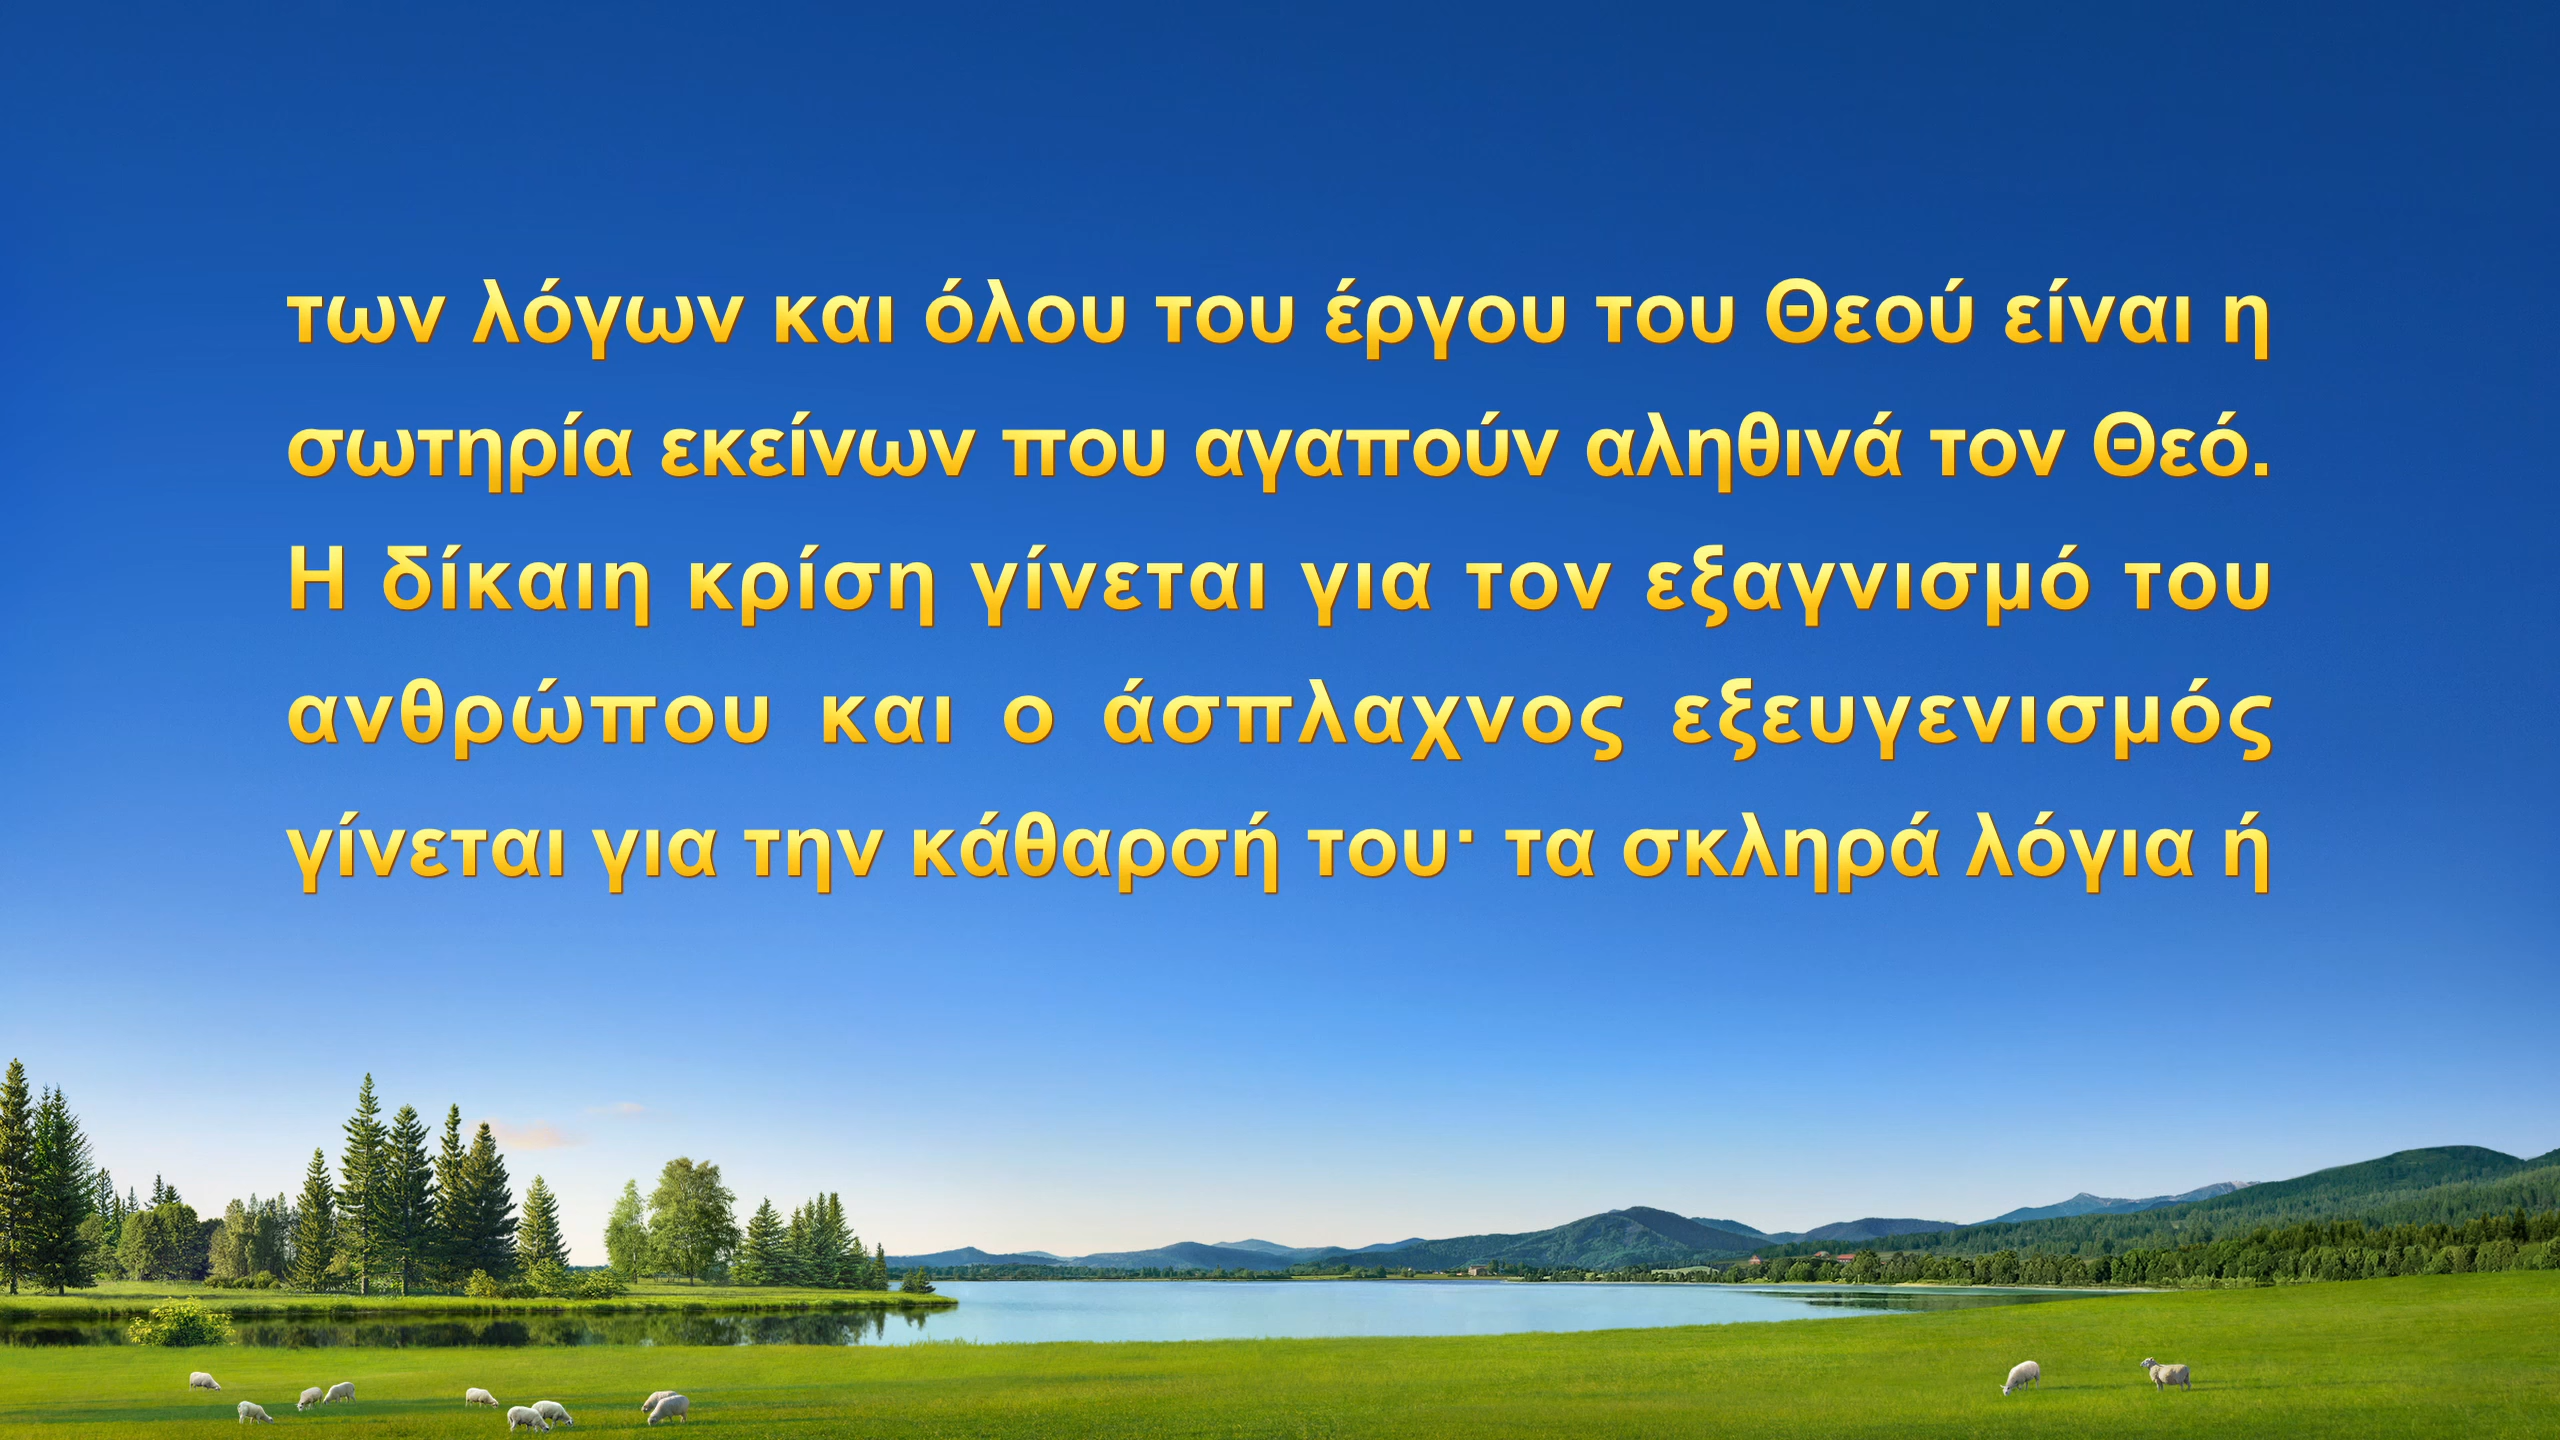 των λόγων και όλου του έργου του Θεού είναι η
σωτηρία εκείνων που αγαπούν αληθινά τον Θεό.
Η δίκαιη κρίση γίνεται για τον εξαγνισμό του
ανθρώπου και ο άσπλαχνος εξευγενισμός
γίνεται για την κάθαρσή του· τα σκληρά λόγια ή